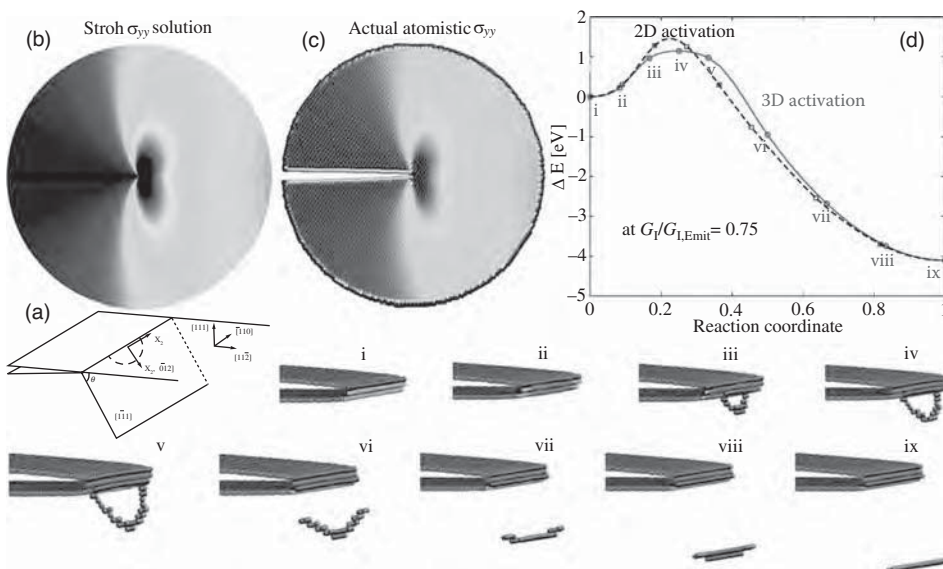 (b)
Stroh σyy solution
(c)
Actual atomistic σyy
(d)
2D activation
3D activation
at GI/GI,Emit= 0.75
Δ E [eV]
2
1
0
−1
−2
−3
−4
−5
0
0.2
0.4
0.6
0.8
1
Reaction coordinate
i
ii
iii
iv
v
vi
vii
viii
ix
(a)
[111]
[1̄10]
[112̄]
θ
i
ii
iii
iv
v
vi
vii
viii
ix